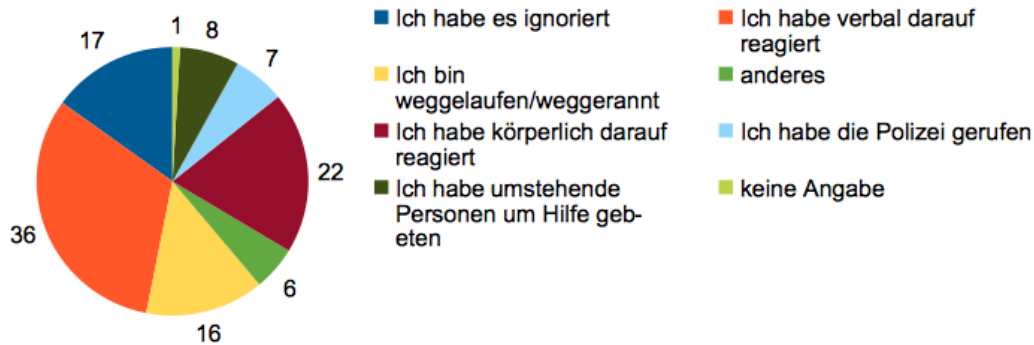 17
1
8
7
22
6
16
36
Ich habe es ignoriert
Ich habe verbal darauf
reagiert
Ich bin
weggelaufen/weggerannt
anderes
Ich habe körperlich darauf
reagiert
Ich habe die Polizei gerufen
Ich habe umstehende
Personen um Hilfe geb-
eten
keine Angabe